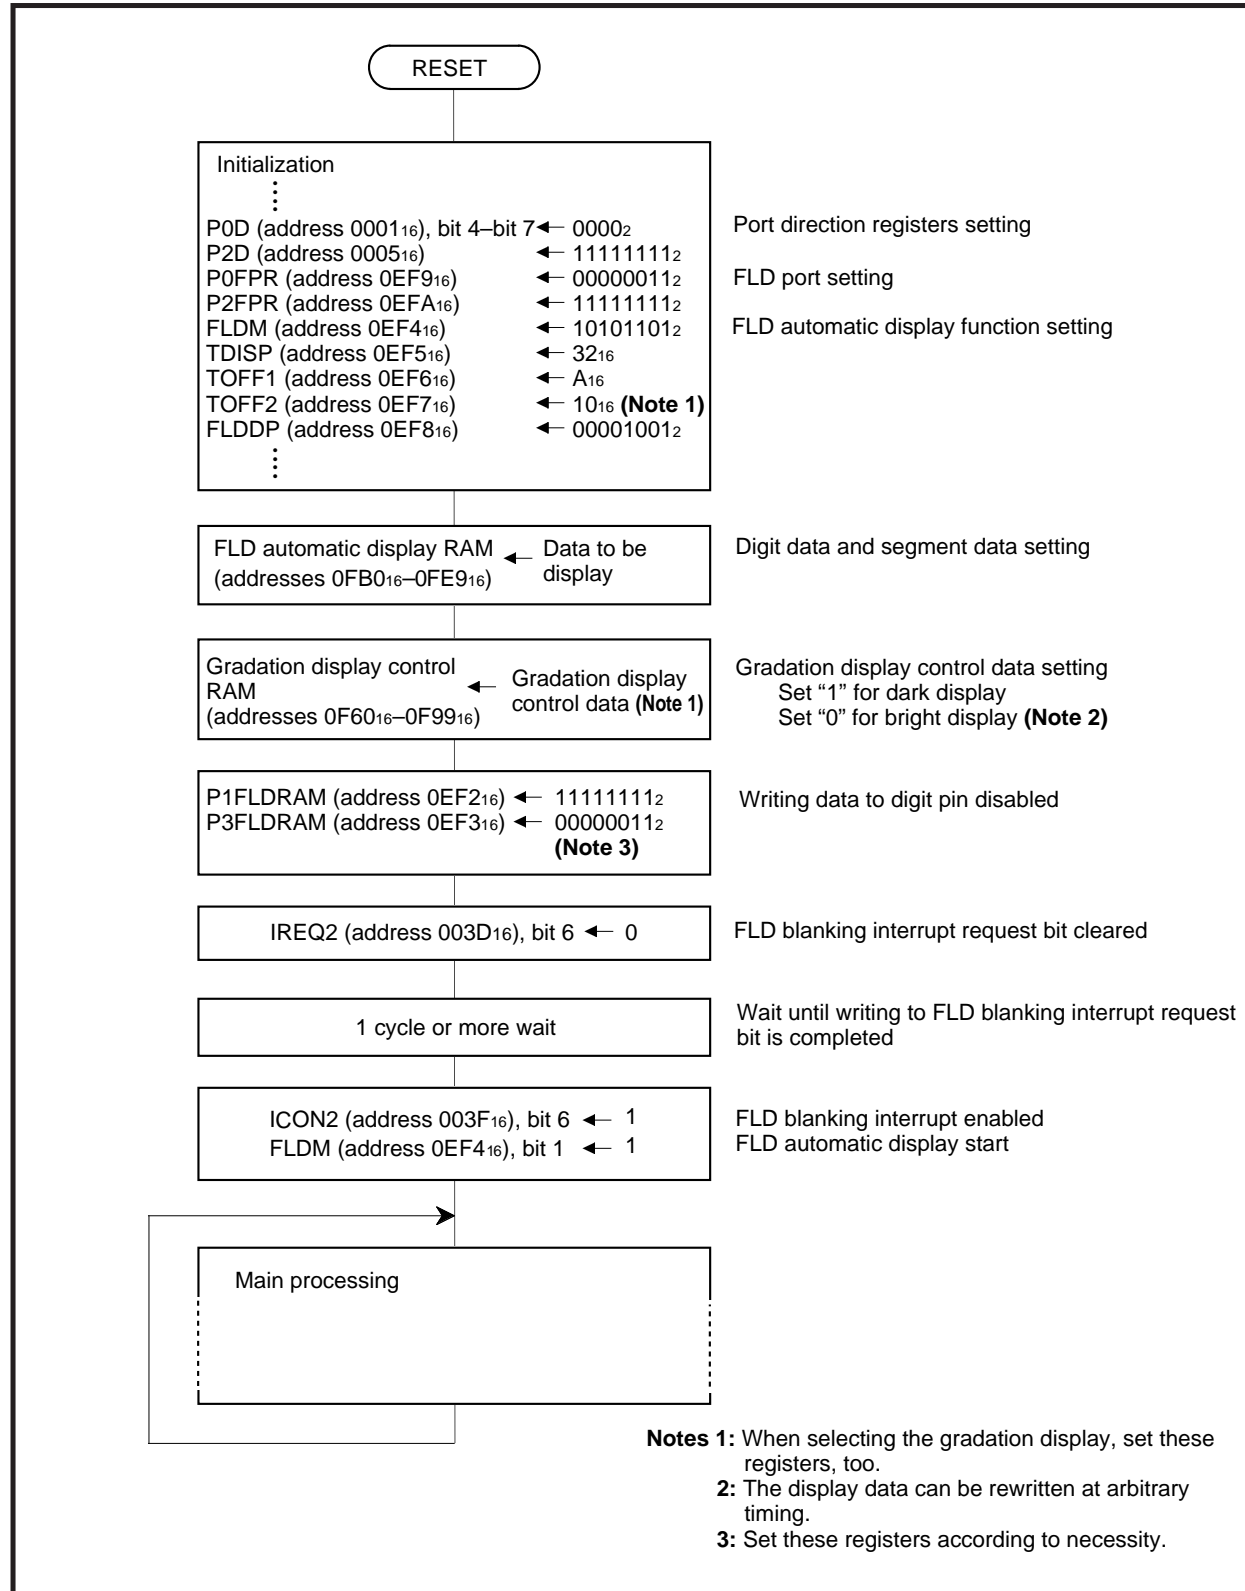 RESET
Initialization
P0D (address 0001₁₆), bit 4–bit 7 ← 0000₂ Port direction registers setting
P2D (address 0005₁₆) ← 11111111₂
P0FPR (address 0EF9₁₆) ← 00000011₂ FLD port setting
P2FPR (address 0EFA₁₆) ← 11111111₂
FLDM (address 0EF4₁₆) ← 10101101₂ FLD automatic display function setting
TDISP (address 0EF5₁₆) ← 32₁₆
TOFF1 (address 0EF6₁₆) ← A₁₆
TOFF2 (address 0EF7₁₆) ← 10₁₆ (Note 1)
FLDDP (address 0EF8₁₆) ← 00001001₂
FLD automatic display RAM ← Data to be Digit data and segment data setting
(addresses 0FB0₁₆–0FE9₁₆) display
Gradation display control Gradation display control data setting
RAM ← Gradation display Set “1” for dark display
(addresses 0F60₁₆–0F99₁₆) control data (Note 1) Set “0” for bright display (Note 2)
P1FLDRAM (address 0EF2₁₆) ← 11111111₂ Writing data to digit pin disabled
P3FLDRAM (address 0EF3₁₆) ← 00000011₂
(Note 3)
IREQ2 (address 003D₁₆), bit 6 ← 0 FLD blanking interrupt request bit cleared
1 cycle or more wait Wait until writing to FLD blanking interrupt request
bit is completed
ICON2 (address 003F₁₆), bit 6 ← 1 FLD blanking interrupt enabled
FLDM (address 0EF4₁₆), bit 1 ← 1 FLD automatic display start
Main processing
Notes 1: When selecting the gradation display, set these
registers, too.
2: The display data can be rewritten at arbitrary
timing.
3: Set these registers according to necessity.